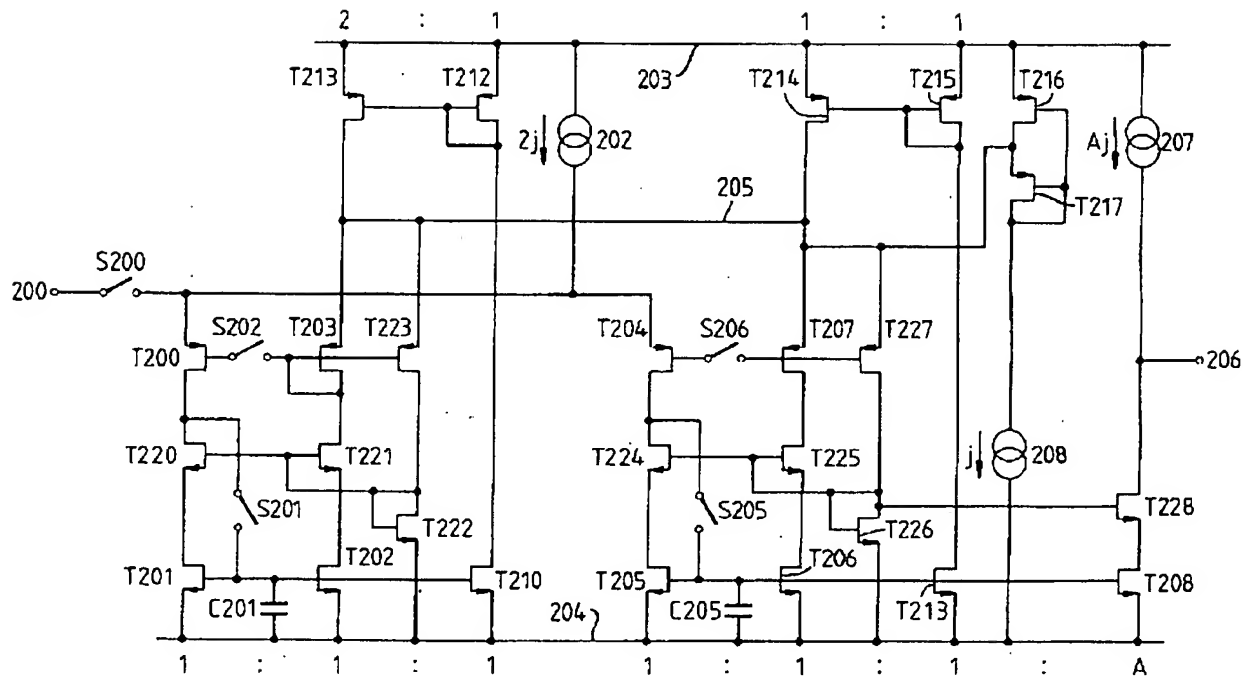 2 : 1 1 : 1
203
T213 T212 T214 T215 T216
2j 202 Aj 207
205
T217
S200
200
S202 T203 T223 T204 S206 T207 T227
T200 206
T220 T221 T224 T225 j 208
S201 S205
T222 T226 T228
T201 T202 T210 T205 T206 T208
C201 204 C205 T213
1 : 1 : 1 1 : 1 : 1 : A